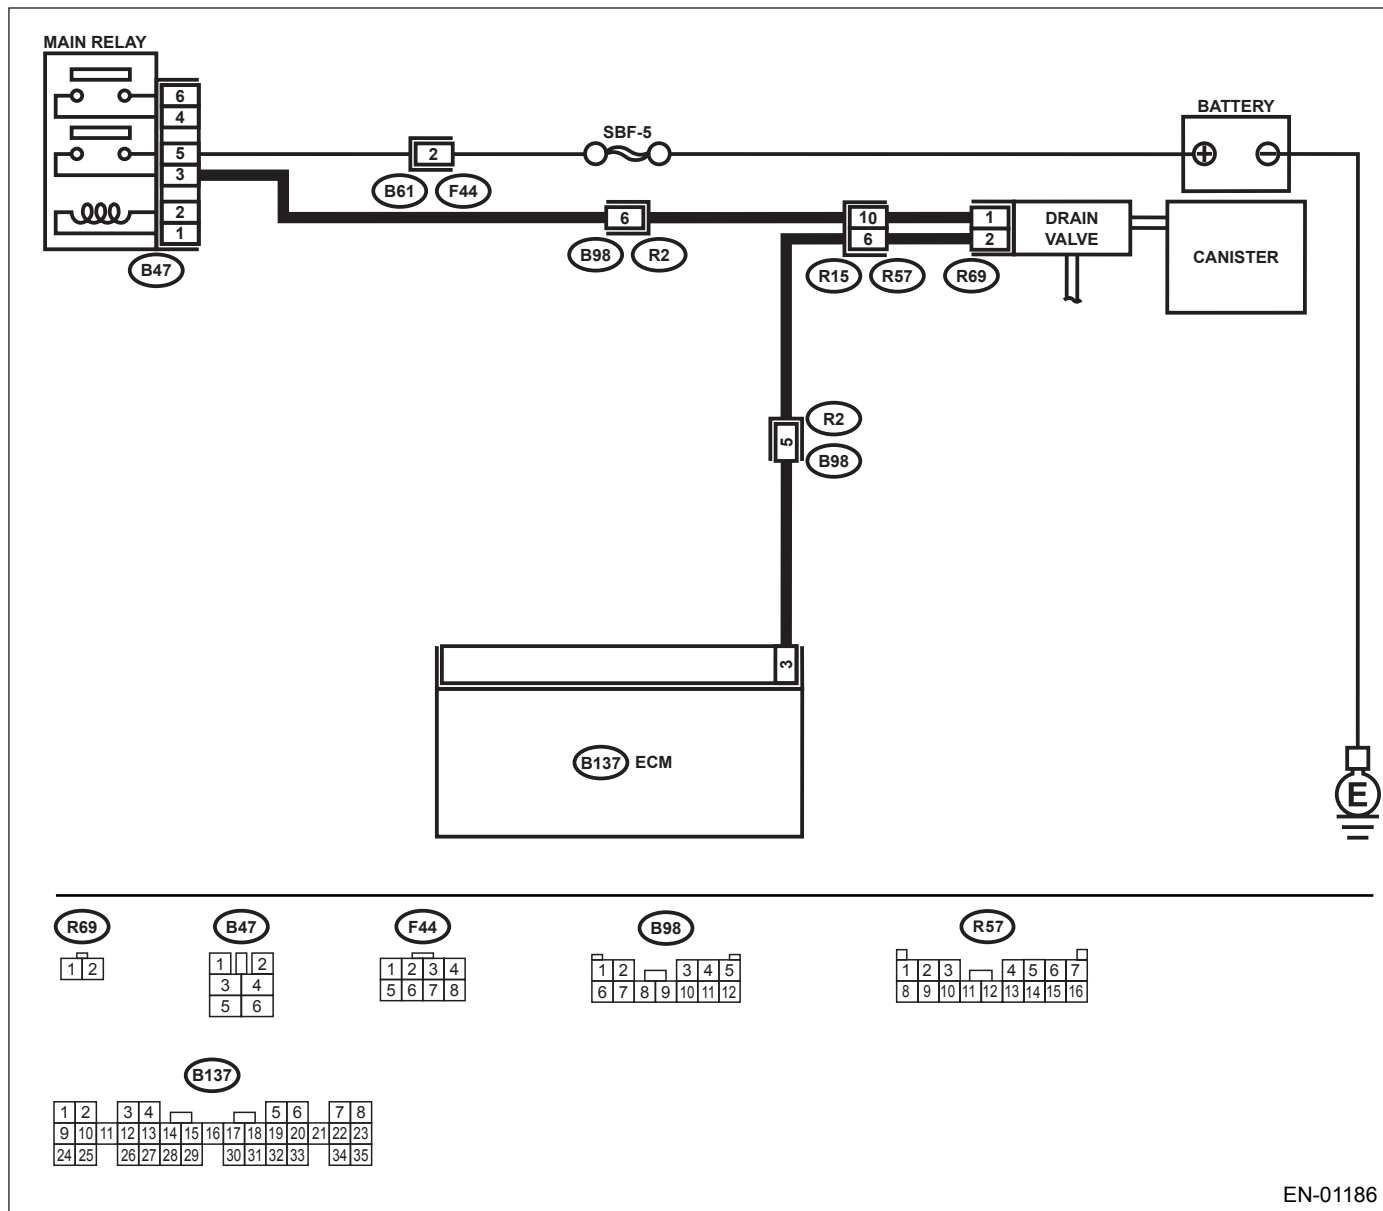 MAIN RELAY
6
4
5
3
2
1
B47
2
B61 F44
SBF-5
BATTERY
6
B98 R2
10
6
R15 R57
1
2
R69
DRAIN
VALVE
CANISTER
5
R2
B98
3
B137 ECM
E
R69
1 2
B47
1 2
3 4
5 6
F44
1 2 3 4
5 6 7 8
B98
1 2 3 4 5
6 7 8 9 10 11 12
R57
1 2 3 4 5 6 7
8 9 10 11 12 13 14 15 16
B137
1 2 3 4 5 6 7 8
9 10 11 12 13 14 15 16 17 18 19 20 21 22 23
24 25 26 27 28 29 30 31 32 33 34 35
EN-01186